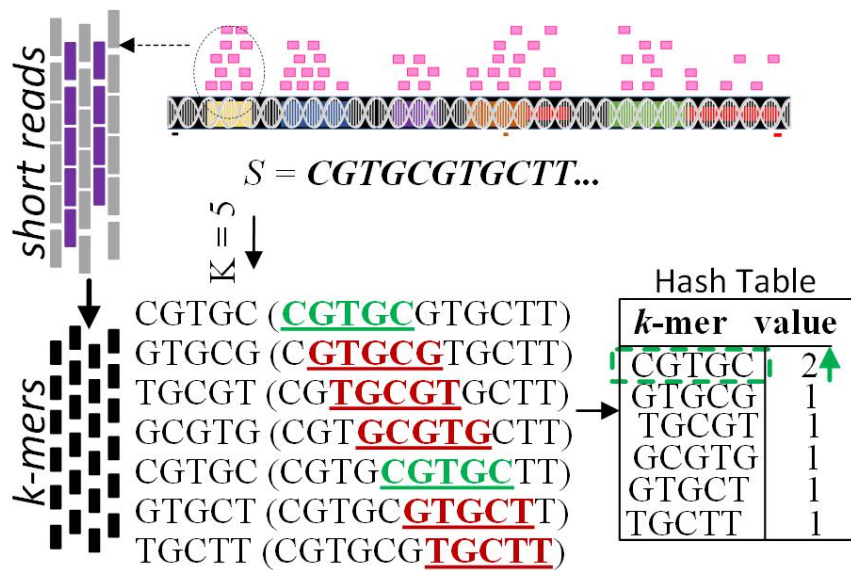 short reads
S = CGTGCGTGCTT...
K = 5
k-mers
CGTGC (CGTGCGTGCTT)
GTGCG (CGTGCGTGCTT)
TGCGT (CGTGCGTGCTT)
GCGTG (CGTGCGTGCTT)
CGTGC (CGTGCGTGCTT)
GTGCT (CGTGCGTGCTT)
TGCTT (CGTGCGTGCTT)
Hash Table
k-mer value
CGTGC 2
GTGCG 1
TGCGT 1
GCGTG 1
GTGCT 1
TGCTT 1